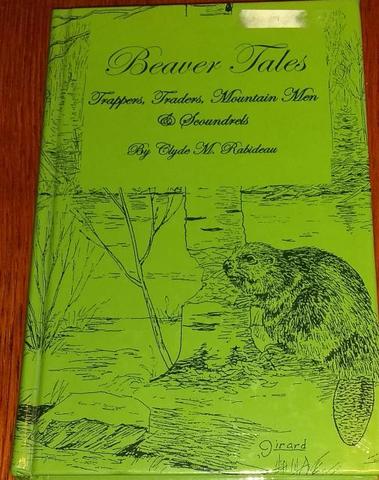 Beaver Tales
Trappers, Traders, Mountain Men
& Scoundrels
By Clyde M. Rabideau
girard